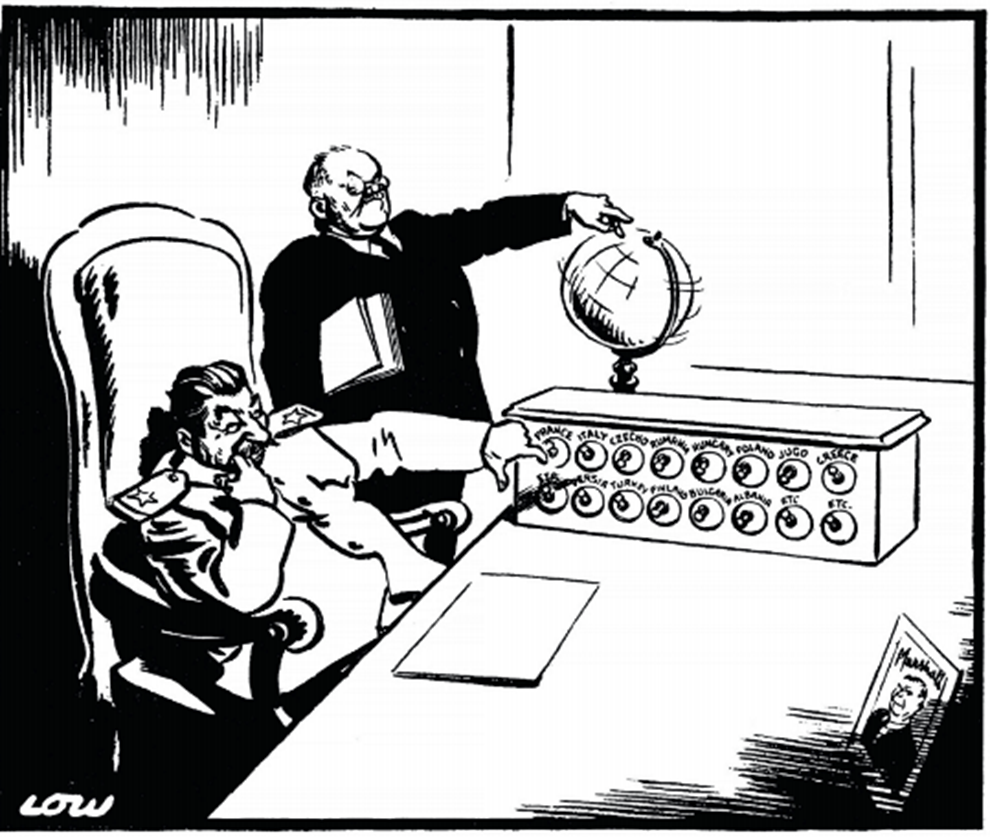 FRANCE ITALY CZECHO RUMANIA HUNGARY POLAND JUGO GREECE
PERSIA TURKEY FINLAND BULGARIA ALBANIA ETC ETC.
Marshall
LOW